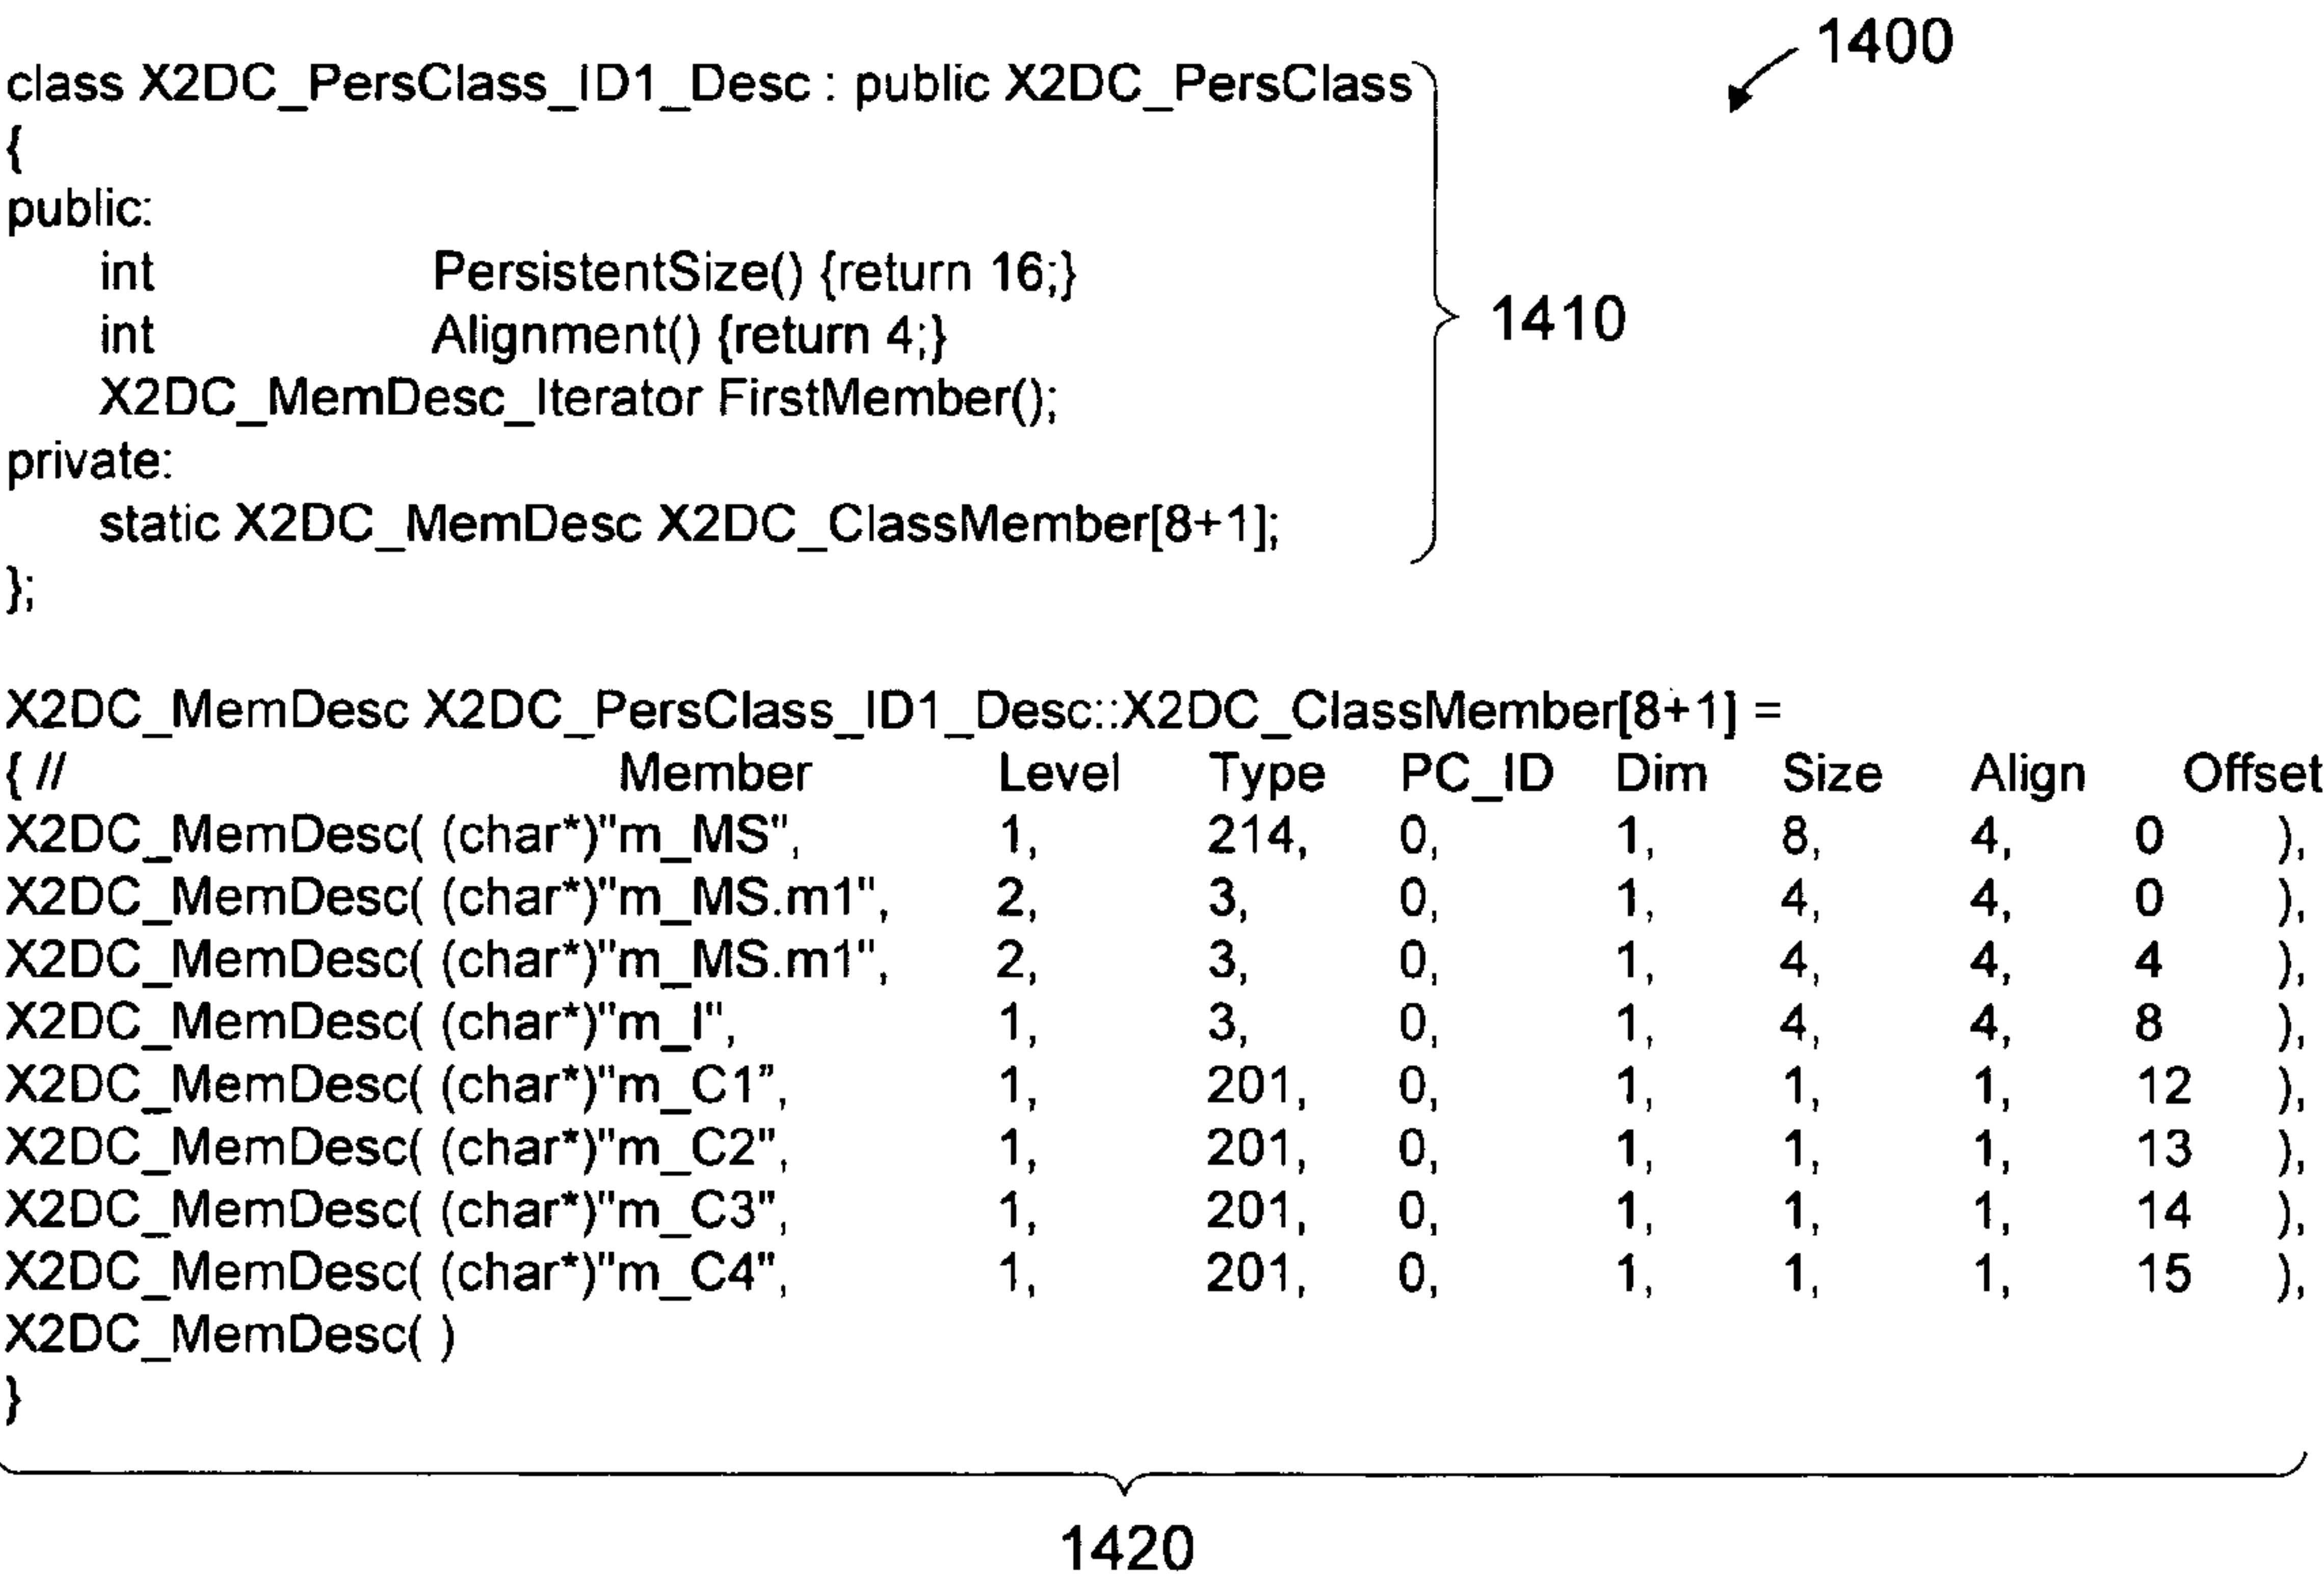 1400
class X2DC_PersClass_ID1_Desc : public X2DC_PersClass
{
public:
int PersistentSize() {return 16;}
int Alignment() {return 4;}
X2DC_MemDesc_Iterator FirstMember();
private:
static X2DC_MemDesc X2DC_ClassMember[8+1];
};
1410
X2DC_MemDesc X2DC_PersClass_ID1_Desc::X2DC_ClassMember[8+1] =
{ // Member Level Type PC_ID Dim Size Align Offset
X2DC_MemDesc( (char*)"m_MS", 1, 214, 0, 1, 8, 4, 0 ),
X2DC_MemDesc( (char*)"m_MS.m1", 2, 3, 0, 1, 4, 4, 0 ),
X2DC_MemDesc( (char*)"m_MS.m1", 2, 3, 0, 1, 4, 4, 4 ),
X2DC_MemDesc( (char*)"m_I", 1, 3, 0, 1, 4, 4, 8 ),
X2DC_MemDesc( (char*)"m_C1", 1, 201, 0, 1, 1, 1, 12 ),
X2DC_MemDesc( (char*)"m_C2", 1, 201, 0, 1, 1, 1, 13 ),
X2DC_MemDesc( (char*)"m_C3", 1, 201, 0, 1, 1, 1, 14 ),
X2DC_MemDesc( (char*)"m_C4", 1, 201, 0, 1, 1, 1, 15 ),
X2DC_MemDesc( )
}
1420